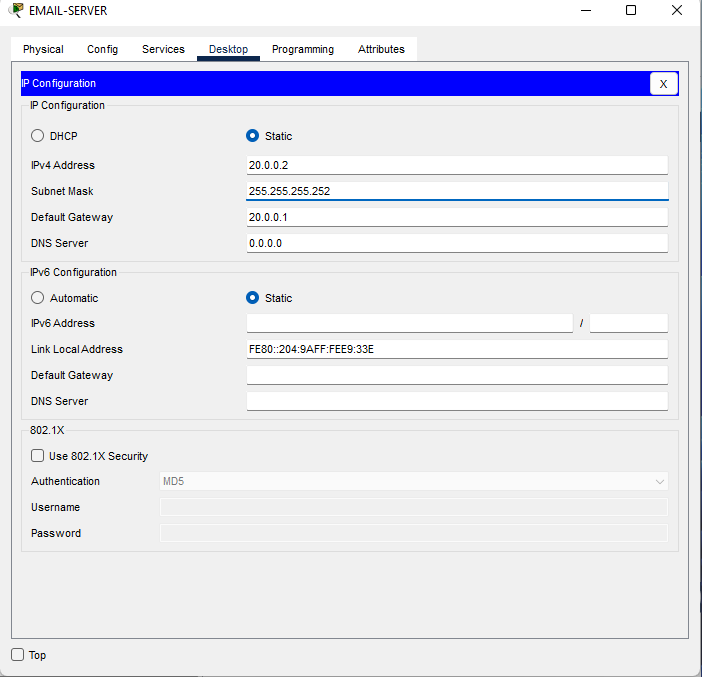 EMAIL-SERVER
Physical Config Services Desktop Programming Attributes
IP Configuration X
IP Configuration
DHCP Static
IPv4 Address 20.0.0.2
Subnet Mask 255.255.255.252
Default Gateway 20.0.0.1
DNS Server 0.0.0.0
IPv6 Configuration
Automatic Static
IPv6 Address /
Link Local Address FE80::204:9AFF:FEE9:33E
Default Gateway
DNS Server
802.1X
Use 802.1X Security
Authentication MD5
Username
Password
Top